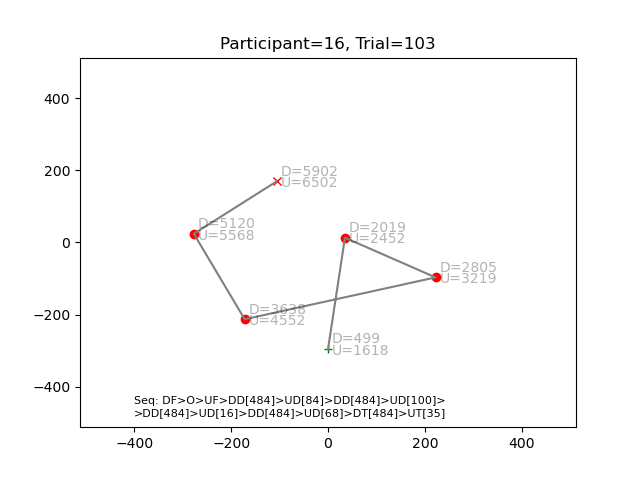 Participant=16, Trial=103
400
200
0
−200
−400
D=5902
U=6502
D=5120
U=5568
D=2019
U=2452
D=2805
U=3219
D=3638
U=4552
D=499
U=1618
Seq: DF>O>UF>DD[484]>UD[84]>DD[484]>UD[100]>
>DD[484]>UD[16]>DD[484]>UD[68]>DT[484]>UT[35]
−400 −200 0 200 400